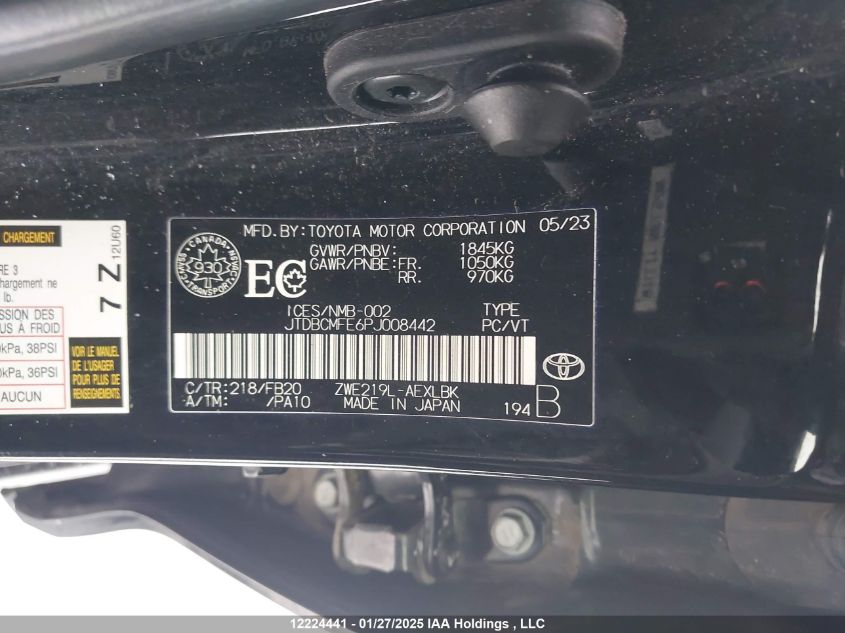 CHARGEMENT
RE 3
chargement ne
lb.
SSION DES
US À FROID
kPa, 38PSI
kPa, 36PSI
AUCUN
VOIR LE MANUEL
DE L'USAGER
POUR PLUS DE
RENSEIGNEMENTS
7 Z
12U60
MFD.BY:TOYOTA MOTOR CORPORATION 05/23
GVWR/PNBV: 1845KG
GAWR/PNBE:FR. 1050KG
RR. 970KG
CANADA
930
TRANSPORT
EC
ICES/NMB-002 TYPE
JTDBCMFE6PJ008442 PC/VT
C/TR:218/FB20 ZWE219L-AEXLBK
A/TM: /PA10 MADE IN JAPAN
194 B
12224441 - 01/27/2025 IAA Holdings , LLC